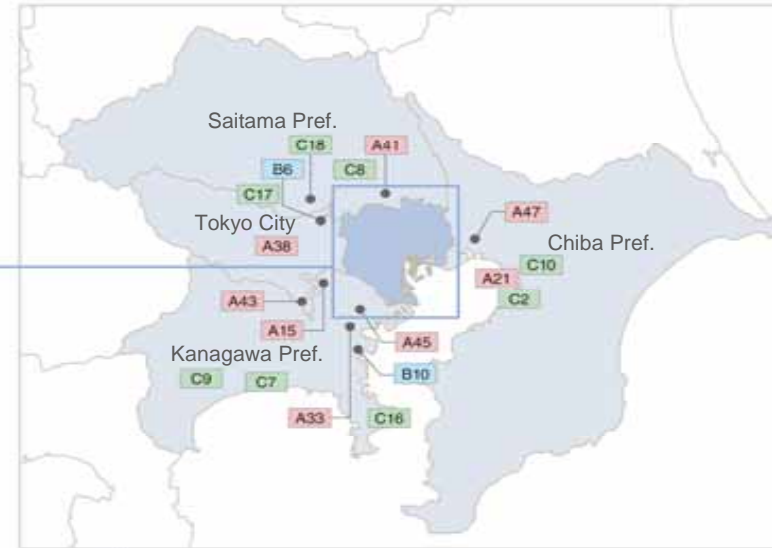 Saitama Pref.
C18
A41
B6
C8
C17
Tokyo City
A47
A38
Chiba Pref.
C10
A21
C2
A43
A15
A45
Kanagawa Pref.
B10
C9
C7
A33
C16